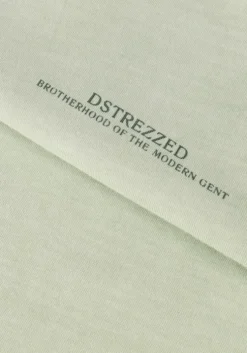 DSTREZZED
BROTHERHOOD OF THE MODERN GENT